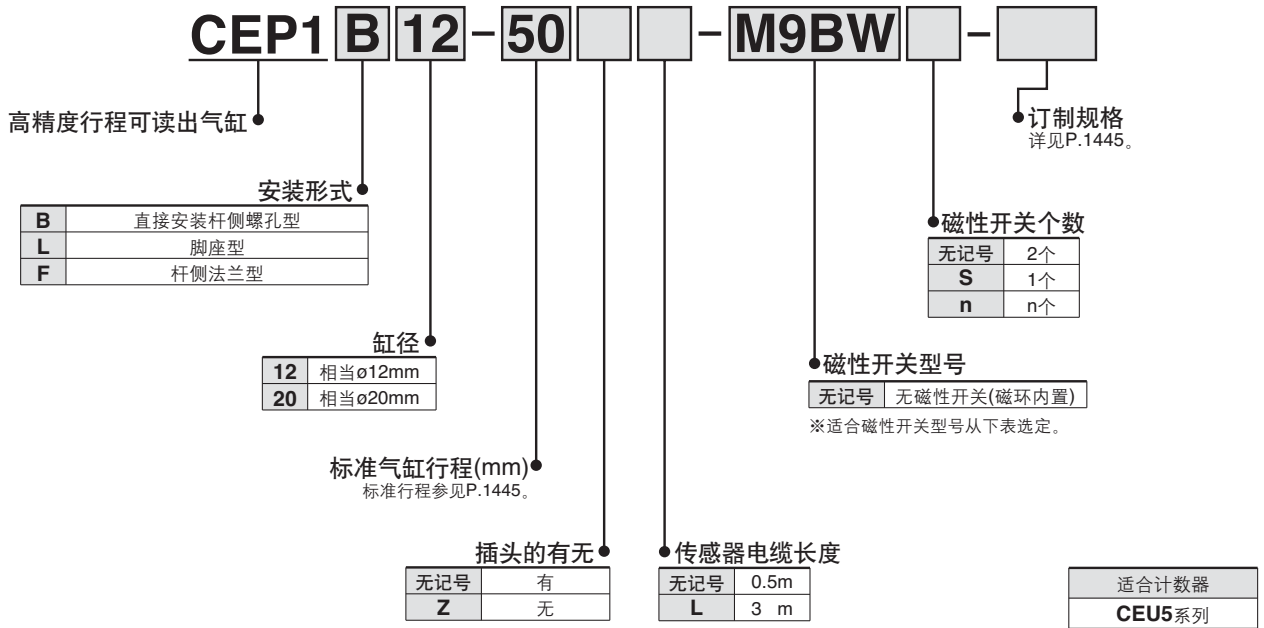 CEP1 B 12 - 50 - M9BW -
高精度行程可读出气缸
订制规格
详见P.1445。
安装形式
B 直接安装杆侧螺孔型
L 脚座型
F 杆侧法兰型
磁性开关个数
无记号 2个
S 1个
n n个
缸径
12 相当ø12mm
20 相当ø20mm
磁性开关型号
无记号 无磁性开关(磁环内置)
※适合磁性开关型号从下表选定。
标准气缸行程(mm)
标准行程参见P.1445。
插头的有无
无记号 有
Z 无
传感器电缆长度
无记号 0.5m
L 3 m
适合计数器
CEU5系列